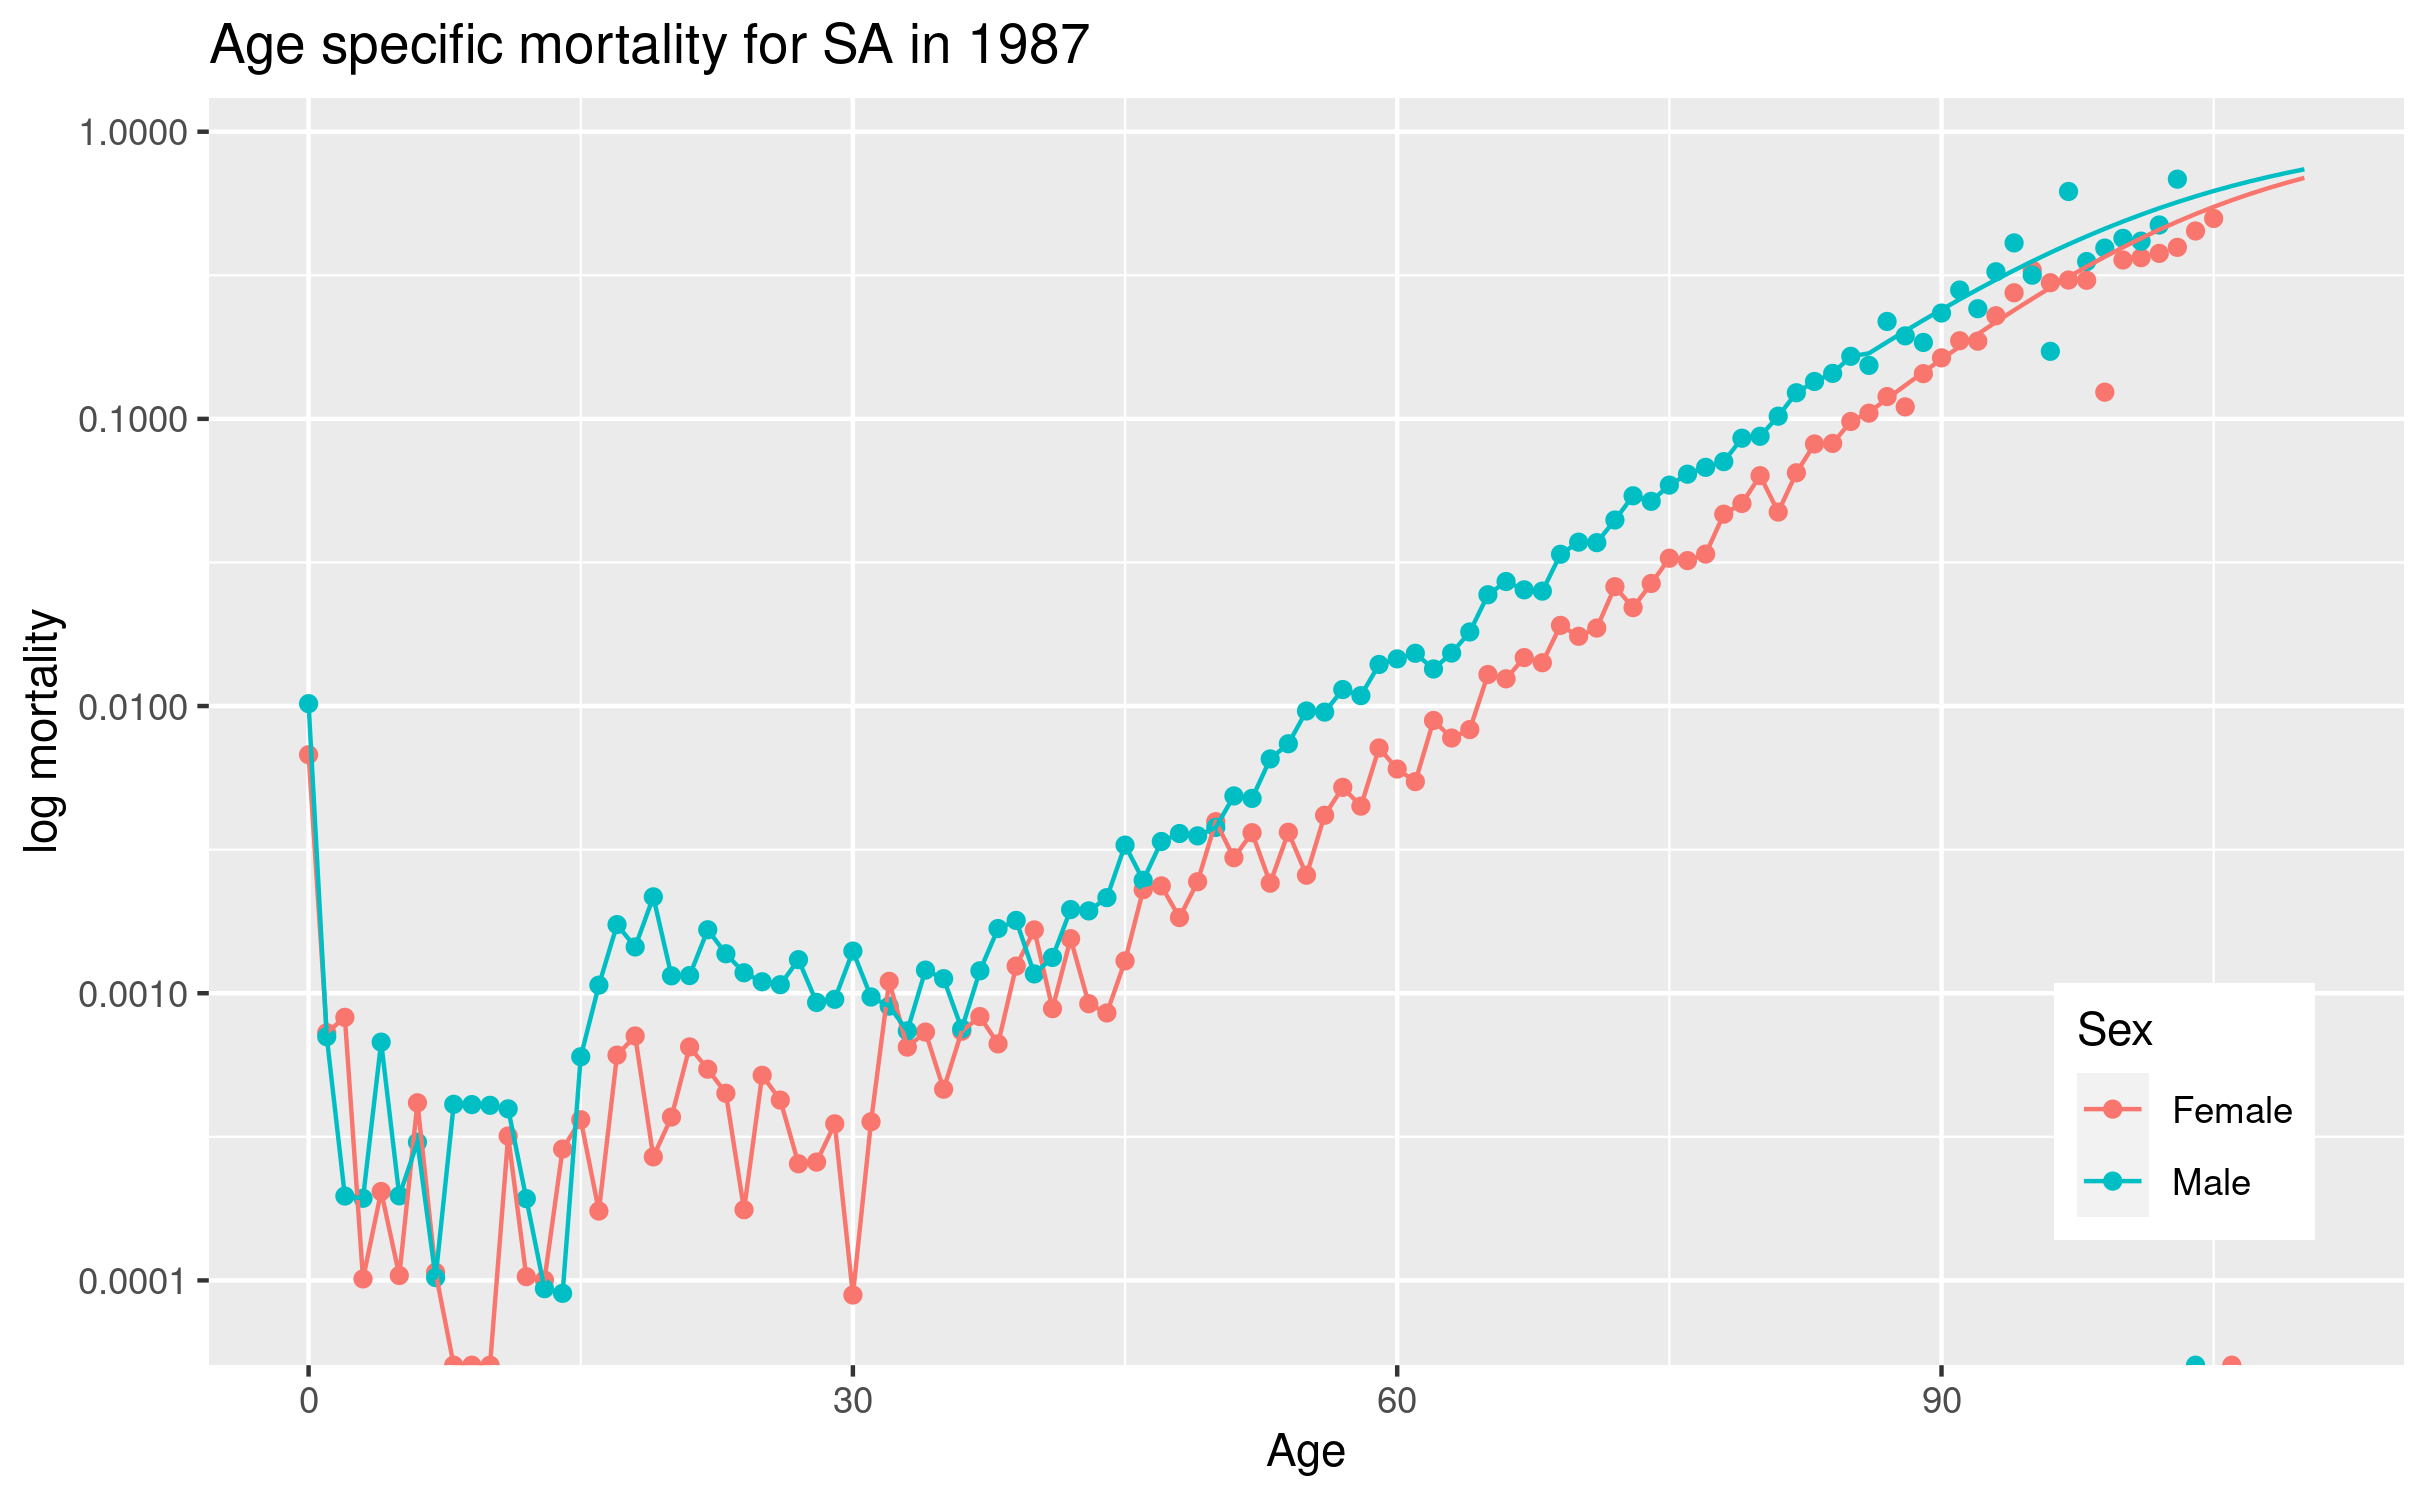 Age specific mortality for SA in 1987
1.0000
0.1000
0.0100
0.0010
0.0001
log mortality
0 30 60 90
Age
Sex
Female
Male